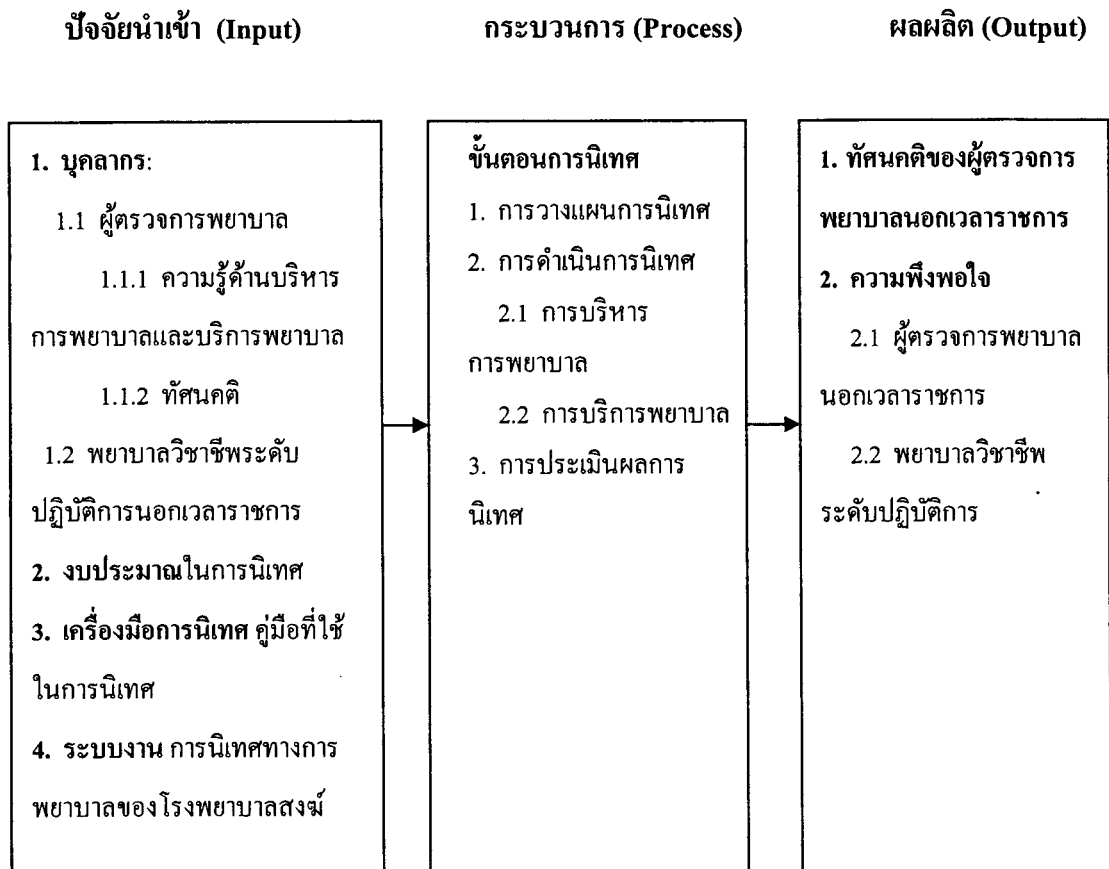 ปัจจัยนำเข้า (Input)
กระบวนการ (Process)
ผลผลิต (Output)
1. บุคลากร:
1.1 ผู้ตรวจการพยาบาล
1.1.1 ความรู้ด้านบริหาร
การพยาบาลและบริการพยาบาล
1.1.2 ทัศนคติ
1.2 พยาบาลวิชาชีพระดับ
ปฏิบัติการนอกเวลาราชการ
2. งบประมาณในการนิเทศ
3. เครื่องมือการนิเทศ คู่มือที่ใช้
ในการนิเทศ
4. ระบบงาน การนิเทศทางการ
พยาบาลของโรงพยาบาลสงฆ์
ขั้นตอนการนิเทศ
1. การวางแผนการนิเทศ
2. การดำเนินการนิเทศ
2.1 การบริหาร
การพยาบาล
2.2 การบริการพยาบาล
3. การประเมินผลการ
นิเทศ
1. ทัศนคติของผู้ตรวจการ
พยาบาลนอกเวลาราชการ
2. ความพึงพอใจ
2.1 ผู้ตรวจการพยาบาล
นอกเวลาราชการ
2.2 พยาบาลวิชาชีพ
ระดับปฏิบัติการ